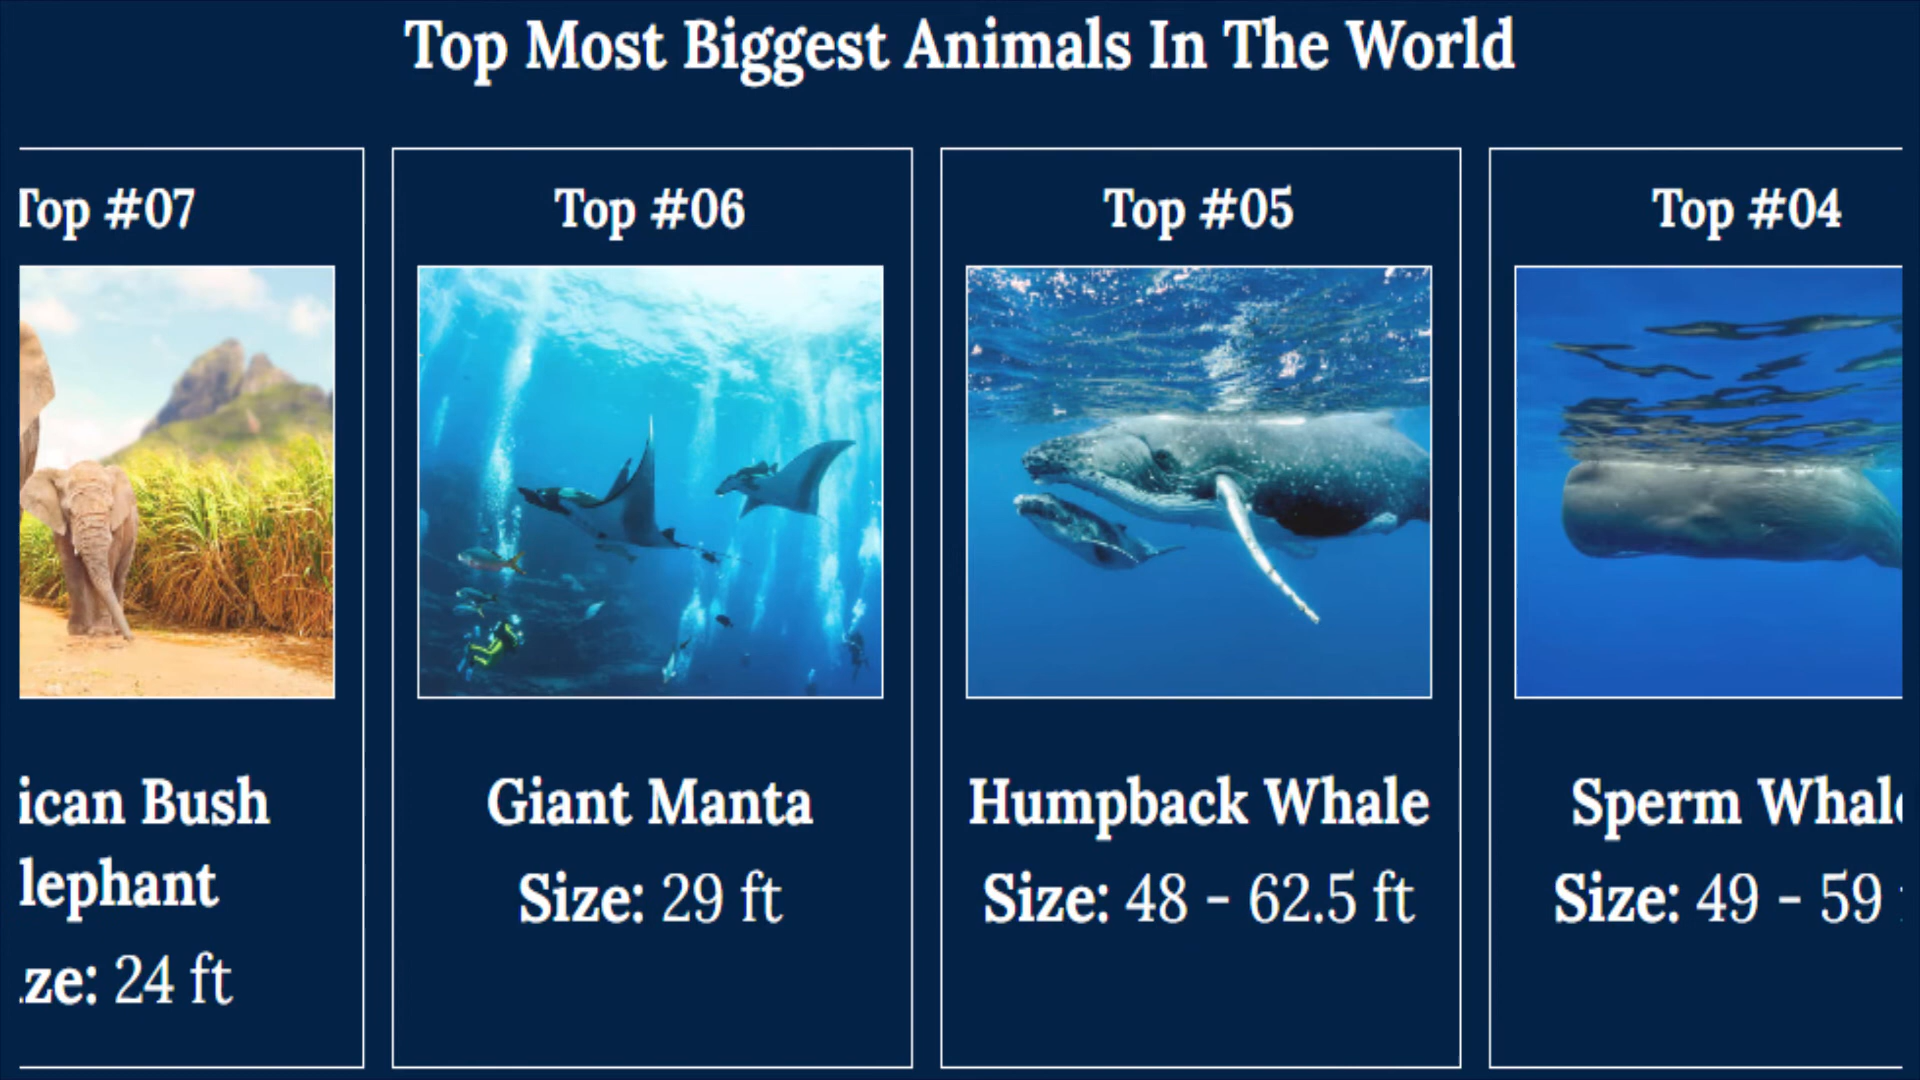 Top Most Biggest Animals In The World
Top #07
ican Bush
lephant
ze: 24 ft
Top #06
Giant Manta
Size: 29 ft
Top #05
Humpback Whale
Size: 48 - 62.5 ft
Top #04
Sperm Whale
Size: 49 - 59